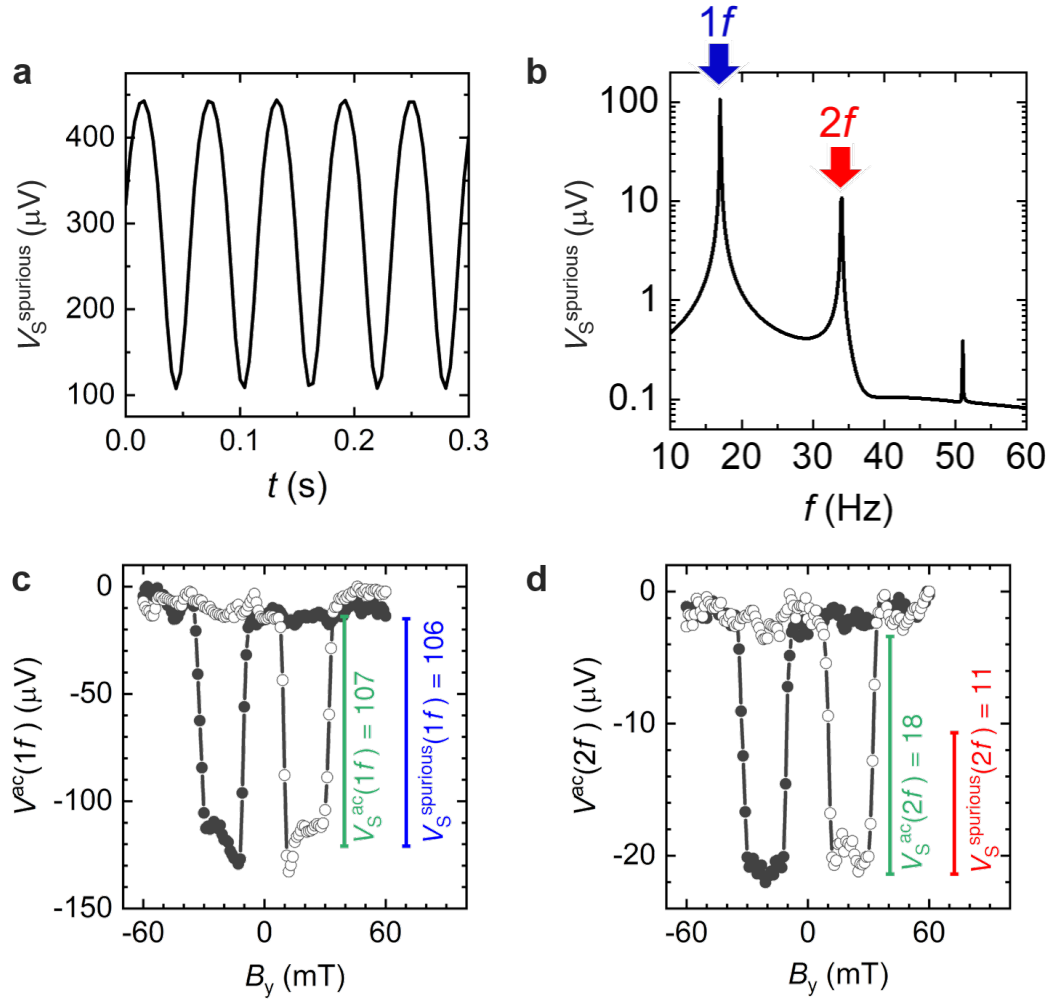 a
V_S^spurious (μV)
400
300
200
100
0.0 0.1 0.2 0.3
t (s)
b
1f
2f
V_S^spurious (μV)
100
10
1
0.1
10 20 30 40 50 60
f (Hz)
c
V^ac(1f) (μV)
0
-50
-100
-150
V_S^ac(1f) = 107
V_S^spurious(1f) = 106
-60 0 60
B_y (mT)
d
V^ac(2f) (μV)
0
-10
-20
V_S^ac(2f) = 18
V_S^spurious(2f) = 11
-60 0 60
B_y (mT)